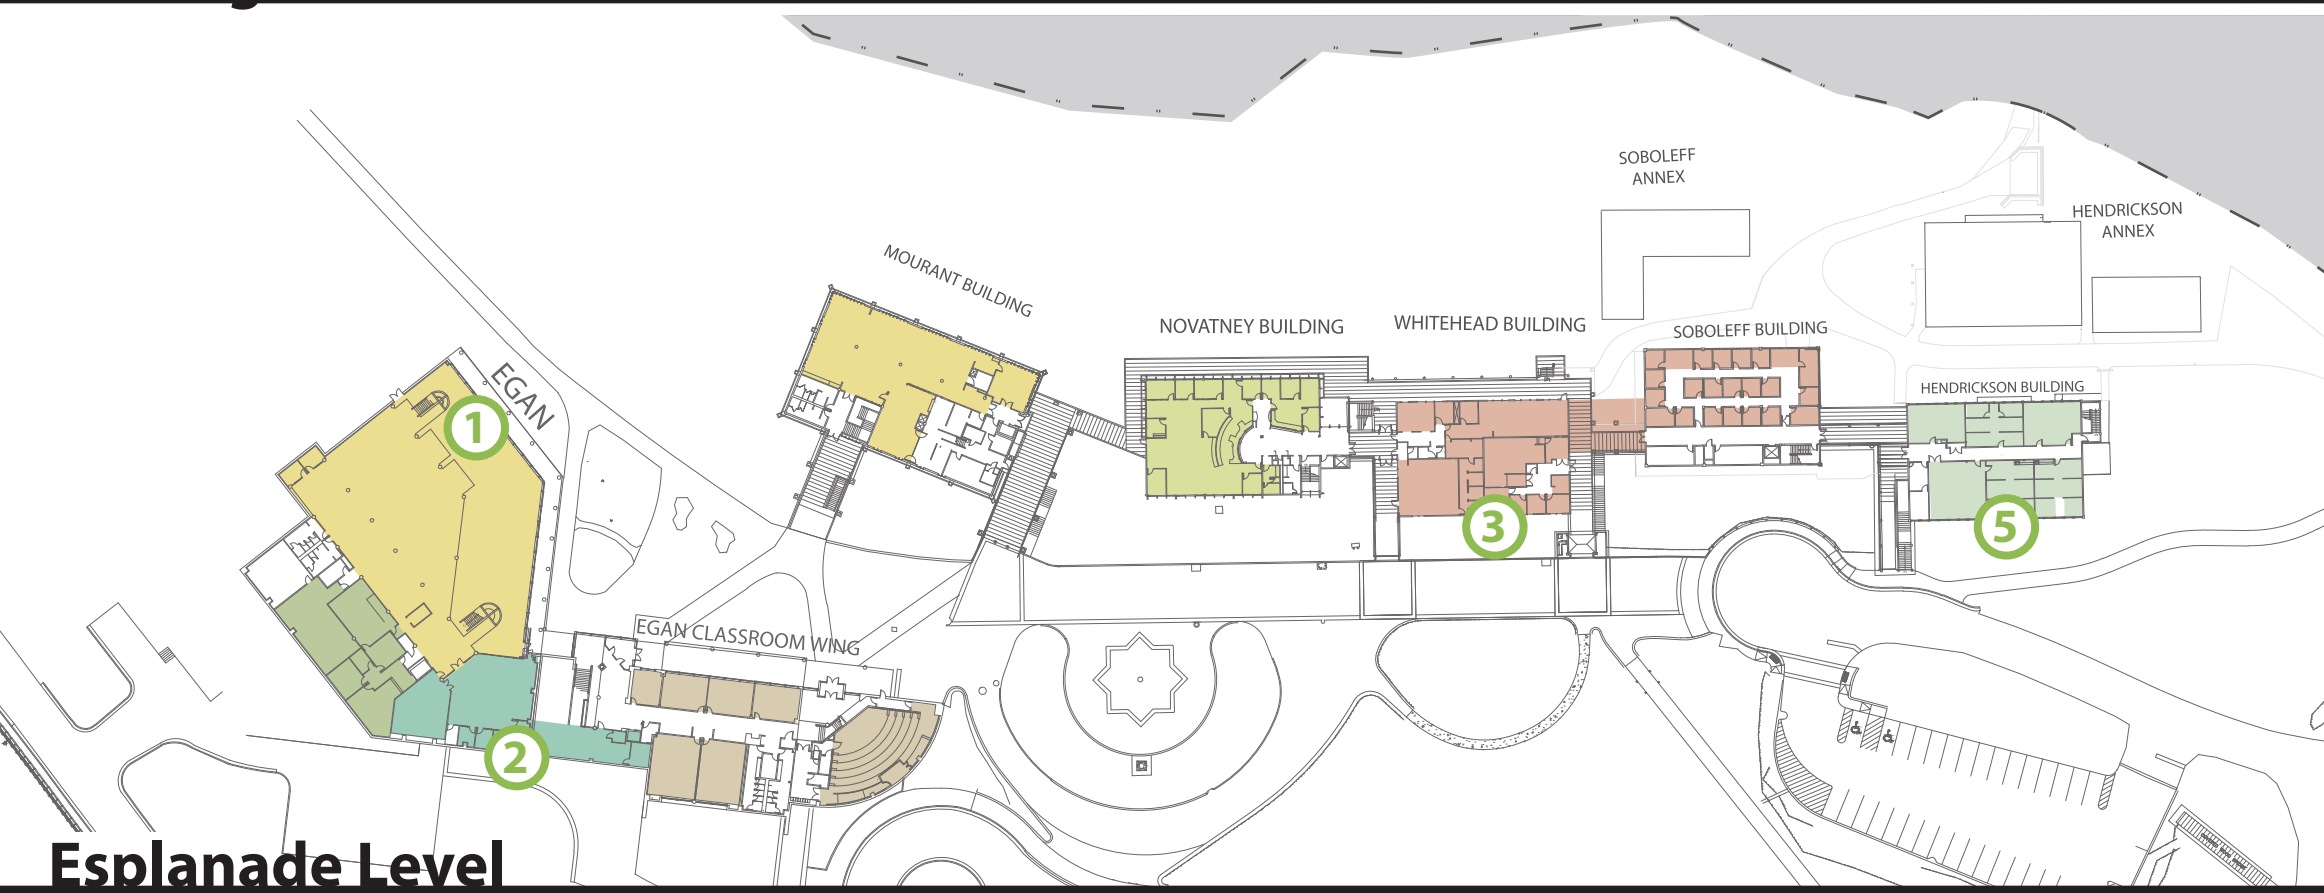 SOBOLEFF
ANNEX
HENDRICKSON
ANNEX
MOURANT BUILDING
NOVATNEY BUILDING
WHITEHEAD BUILDING
SOBOLEFF BUILDING
EGAN
HENDRICKSON BUILDING
1
3
5
EGAN CLASSROOM WING
2
Esplanade Level